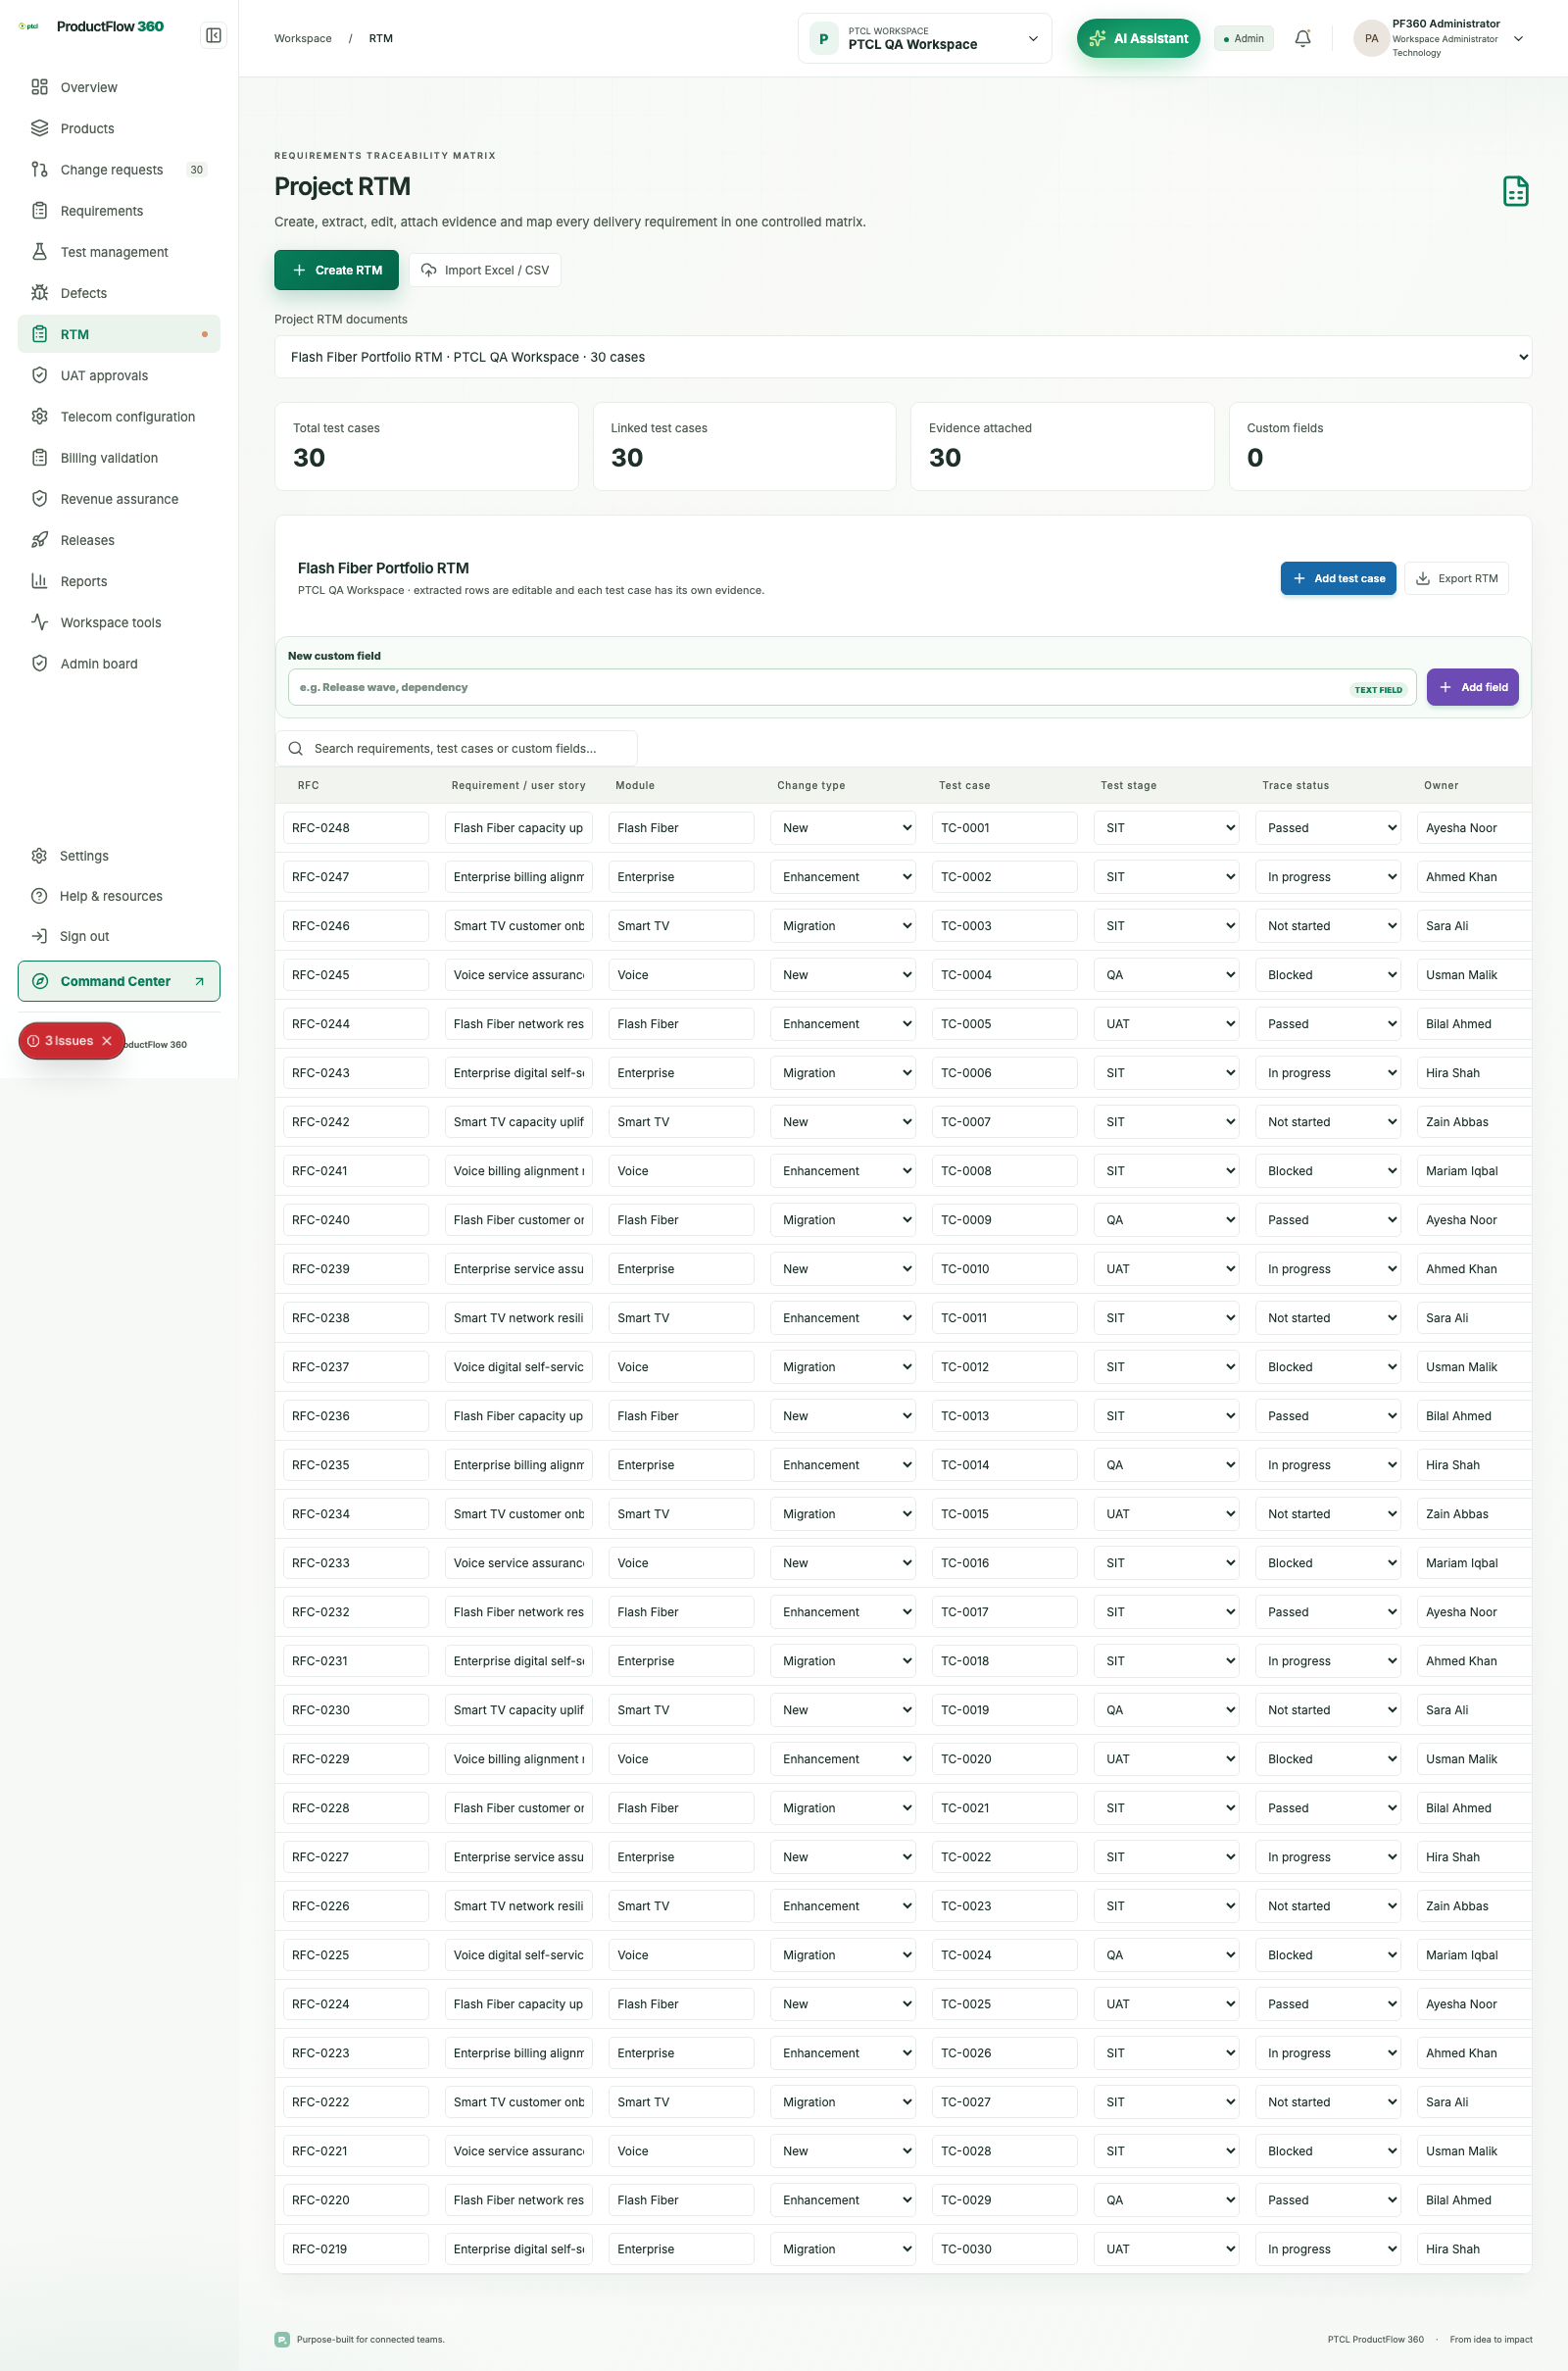 ptcl ProductFlow 360
Overview
Products
Change requests 30
Requirements
Test management
Defects
RTM
UAT approvals
Telecom configuration
Billing validation
Revenue assurance
Releases
Reports
Workspace tools
Admin board
Settings
Help & resources
Sign out
Command Center
3 Issues
oductFlow 360
Workspace / RTM
P PTCL WORKSPACE
PTCL QA Workspace
AI Assistant
Admin
PA PF360 Administrator
Workspace Administrator
Technology
REQUIREMENTS TRACEABILITY MATRIX
Project RTM
Create, extract, edit, attach evidence and map every delivery requirement in one controlled matrix.
Create RTM Import Excel / CSV
Project RTM documents
Flash Fiber Portfolio RTM · PTCL QA Workspace · 30 cases
Total test cases Linked test cases Evidence attached Custom fields
30 30 30 0
Flash Fiber Portfolio RTM
PTCL QA Workspace · extracted rows are editable and each test case has its own evidence.
Add test case Export RTM
New custom field
e.g. Release wave, dependency TEXT FIELD Add field
Search requirements, test cases or custom fields...
RFC Requirement / user story Module Change type Test case Test stage Trace status Owner
RFC-0248 Flash Fiber capacity up Flash Fiber New TC-0001 SIT Passed Ayesha Noor
RFC-0247 Enterprise billing alignm Enterprise Enhancement TC-0002 SIT In progress Ahmed Khan
RFC-0246 Smart TV customer onb Smart TV Migration TC-0003 SIT Not started Sara Ali
RFC-0245 Voice service assuranc Voice New TC-0004 QA Blocked Usman Malik
RFC-0244 Flash Fiber network res Flash Fiber Enhancement TC-0005 UAT Passed Bilal Ahmed
RFC-0243 Enterprise digital self-s Enterprise Migration TC-0006 SIT In progress Hira Shah
RFC-0242 Smart TV capacity uplif Smart TV New TC-0007 SIT Not started Zain Abbas
RFC-0241 Voice billing alignment Voice Enhancement TC-0008 SIT Blocked Mariam Iqbal
RFC-0240 Flash Fiber customer or Flash Fiber Migration TC-0009 QA Passed Ayesha Noor
RFC-0239 Enterprise service assu Enterprise New TC-0010 UAT In progress Ahmed Khan
RFC-0238 Smart TV network resili Smart TV Enhancement TC-0011 SIT Not started Sara Ali
RFC-0237 Voice digital self-servic Voice Migration TC-0012 SIT Blocked Usman Malik
RFC-0236 Flash Fiber capacity up Flash Fiber New TC-0013 SIT Passed Bilal Ahmed
RFC-0235 Enterprise billing alignm Enterprise Enhancement TC-0014 QA In progress Hira Shah
RFC-0234 Smart TV customer onb Smart TV Migration TC-0015 UAT Not started Zain Abbas
RFC-0233 Voice service assuranc Voice New TC-0016 SIT Blocked Mariam Iqbal
RFC-0232 Flash Fiber network res Flash Fiber Enhancement TC-0017 SIT Passed Ayesha Noor
RFC-0231 Enterprise digital self-s Enterprise Migration TC-0018 SIT In progress Ahmed Khan
RFC-0230 Smart TV capacity uplif Smart TV New TC-0019 QA Not started Sara Ali
RFC-0229 Voice billing alignment Voice Enhancement TC-0020 UAT Blocked Usman Malik
RFC-0228 Flash Fiber customer or Flash Fiber Migration TC-0021 SIT Passed Bilal Ahmed
RFC-0227 Enterprise service assu Enterprise New TC-0022 SIT In progress Hira Shah
RFC-0226 Smart TV network resili Smart TV Enhancement TC-0023 SIT Not started Zain Abbas
RFC-0225 Voice digital self-servic Voice Migration TC-0024 QA Blocked Mariam Iqbal
RFC-0224 Flash Fiber capacity up Flash Fiber New TC-0025 UAT Passed Ayesha Noor
RFC-0223 Enterprise billing alignm Enterprise Enhancement TC-0026 SIT In progress Ahmed Khan
RFC-0222 Smart TV customer onb Smart TV Migration TC-0027 SIT Not started Sara Ali
RFC-0221 Voice service assuranc Voice New TC-0028 SIT Blocked Usman Malik
RFC-0220 Flash Fiber network res Flash Fiber Enhancement TC-0029 QA Passed Bilal Ahmed
RFC-0219 Enterprise digital self-s Enterprise Migration TC-0030 UAT In progress Hira Shah
P. Purpose-built for connected teams.
PTCL ProductFlow 360 · From idea to impact